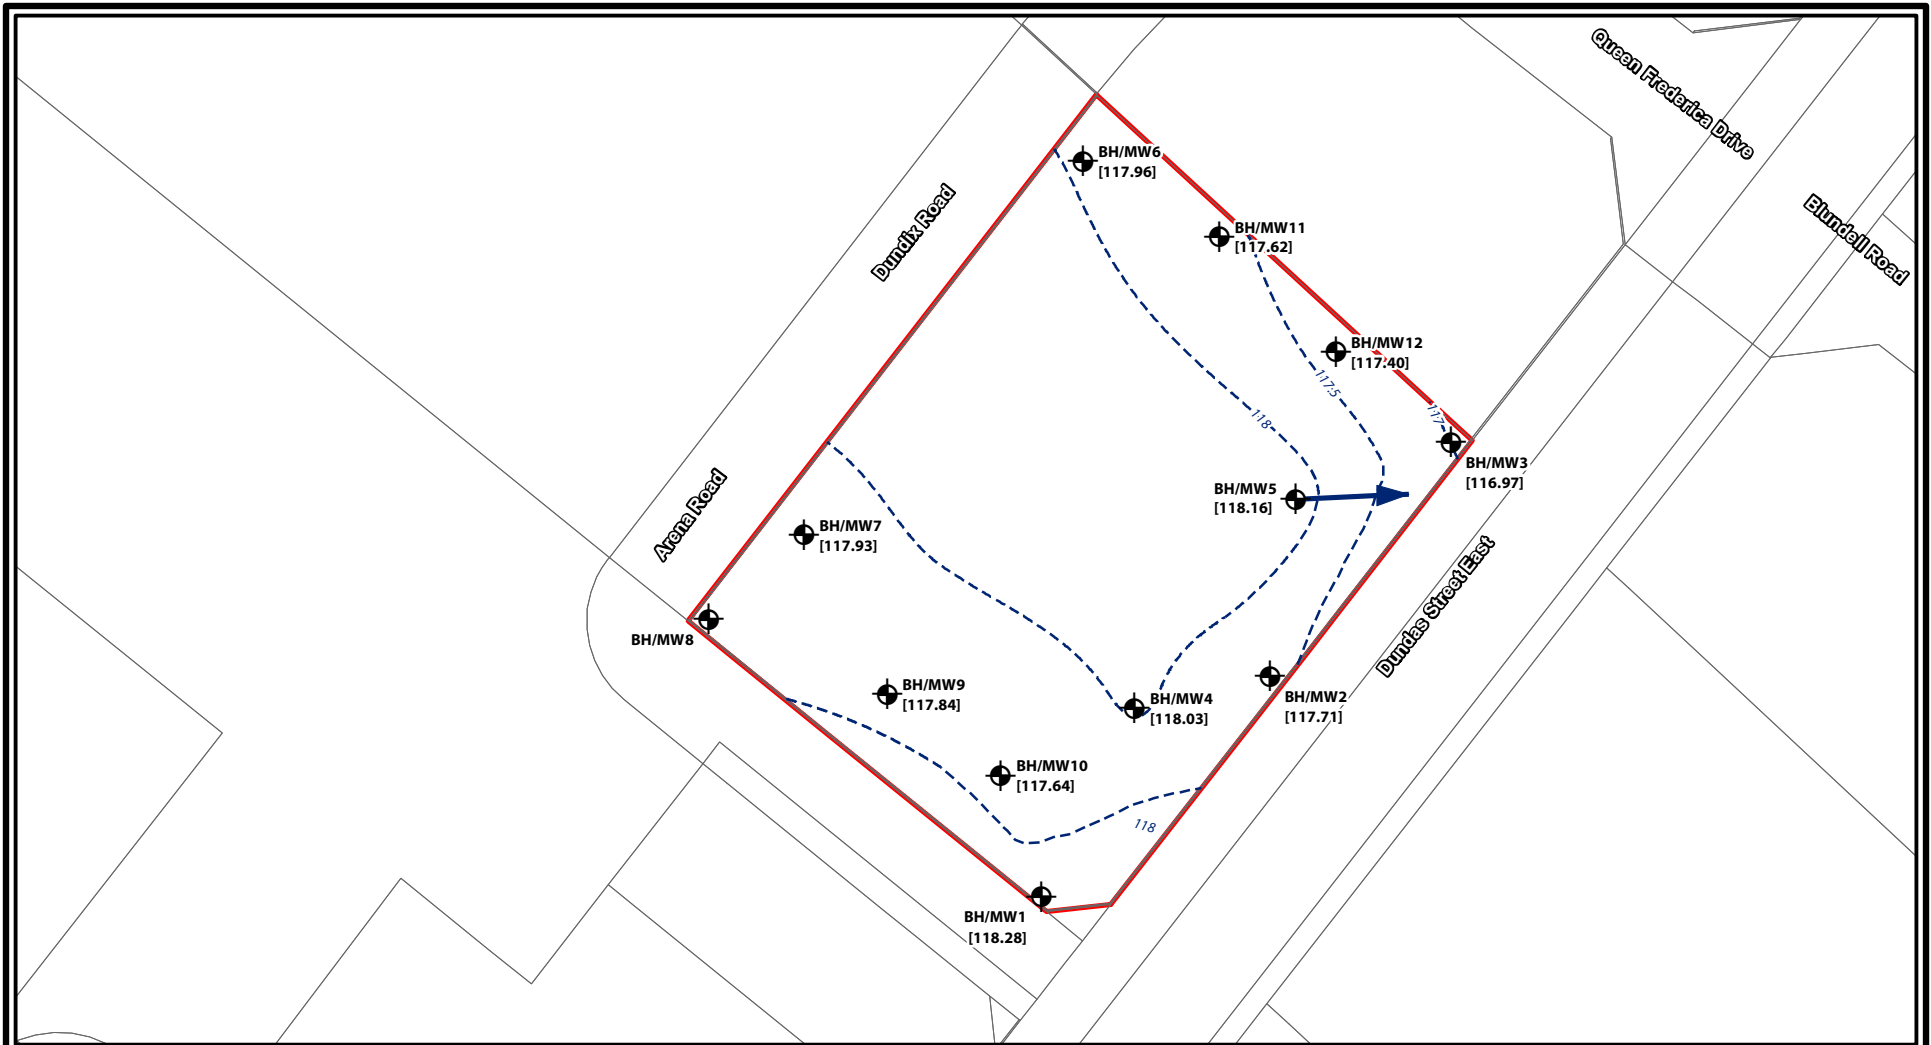 Queen Frederica Drive
Blundell Road
Dundix Road
Arena Road
Dundas Street East
BH/MW6
[117.96]
BH/MW11
[117.62]
BH/MW12
[117.40]
117.5
118
117
BH/MW3
[116.97]
BH/MW5
[118.16]
BH/MW7
[117.93]
BH/MW8
BH/MW9
[117.84]
BH/MW4
[118.03]
BH/MW2
[117.71]
BH/MW10
[117.64]
118
BH/MW1
[118.28]